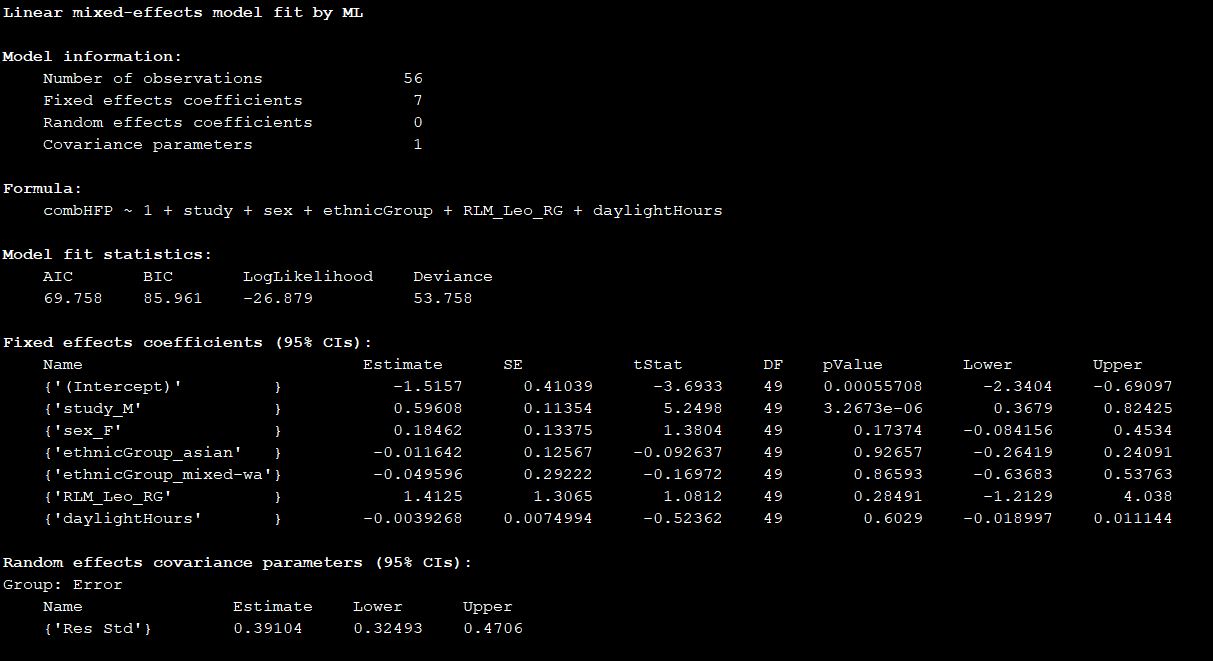 Linear mixed-effects model fit by ML
Model information:
Number of observations 56
Fixed effects coefficients 7
Random effects coefficients 0
Covariance parameters 1
Formula:
combHFP ~ 1 + study + sex + ethnicGroup + RLM_Leo_RG + daylightHours
Model fit statistics:
AIC BIC LogLikelihood Deviance
69.758 85.961 -26.879 53.758
Fixed effects coefficients (95% CIs):
Name Estimate SE tStat DF pValue Lower Upper
{'(Intercept)' } -1.5157 0.41039 -3.6933 49 0.00055708 -2.3404 -0.69097
{'study_M' } 0.59608 0.11354 5.2498 49 3.2673e-06 0.3679 0.82425
{'sex_F' } 0.18462 0.13375 1.3804 49 0.17374 -0.084156 0.4534
{'ethnicGroup_asian' } -0.011642 0.12567 -0.092637 49 0.92657 -0.26419 0.24091
{'ethnicGroup_mixed-wa'} -0.049596 0.29222 -0.16972 49 0.86593 -0.63683 0.53763
{'RLM_Leo_RG' } 1.4125 1.3065 1.0812 49 0.28491 -1.2129 4.038
{'daylightHours' } -0.0039268 0.0074994 -0.52362 49 0.6029 -0.018997 0.011144
Random effects covariance parameters (95% CIs):
Group: Error
Name Estimate Lower Upper
{'Res Std'} 0.39104 0.32493 0.4706